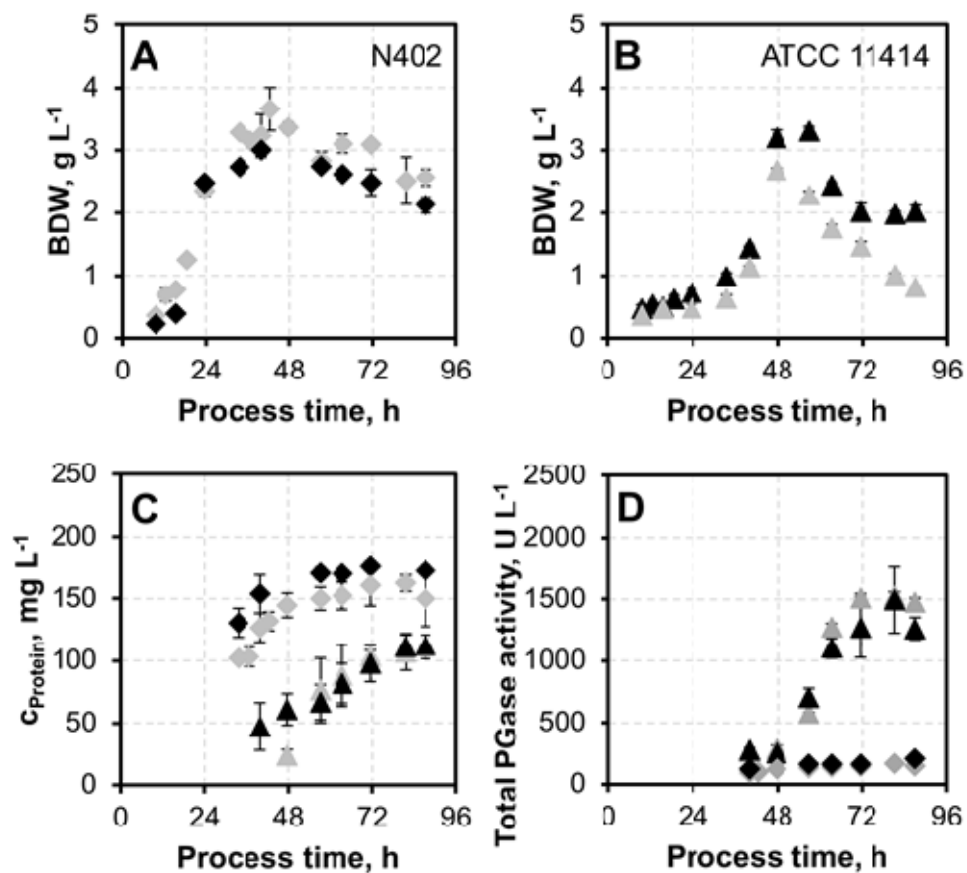 A
N402
BDW, g L⁻¹
5
4
3
2
1
0
0 24 48 72 96
Process time, h
B
ATCC 11414
BDW, g L⁻¹
5
4
3
2
1
0
0 24 48 72 96
Process time, h
C
cProtein, mg L⁻¹
250
200
150
100
50
0
0 24 48 72 96
Process time, h
D
Total PGase activity, U L⁻¹
2500
2000
1500
1000
500
0
0 24 48 72 96
Process time, h